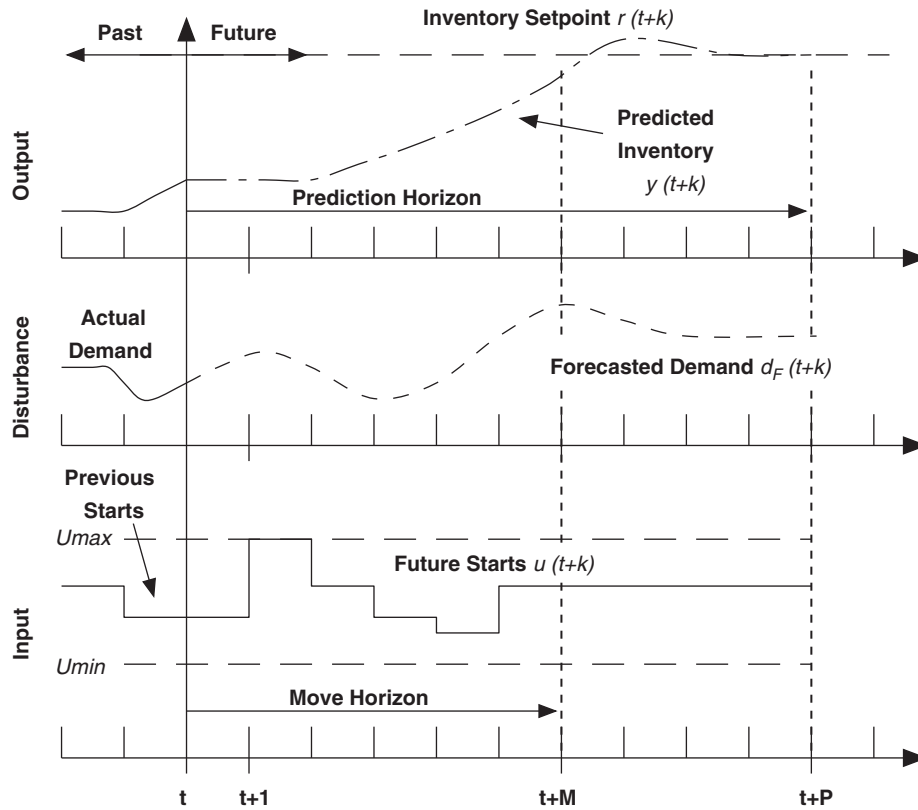 Inventory Setpoint r (t+k)
Past
Future
Output
Predicted
Inventory
y (t+k)
Prediction Horizon
Disturbance
Actual
Demand
Forecasted Demand dF (t+k)
Input
Previous
Starts
Umax
Future Starts u (t+k)
Umin
Move Horizon
t
t+1
t+M
t+P